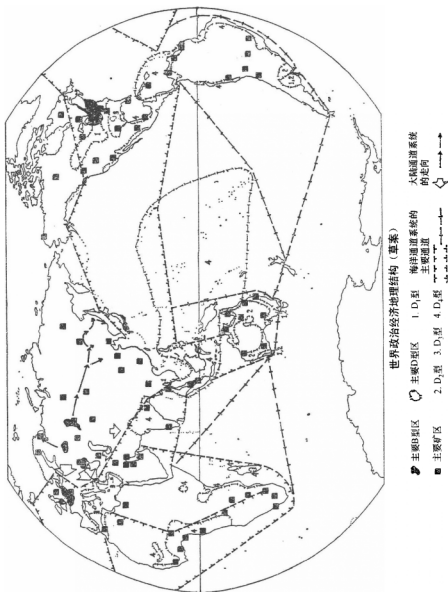 世界政治经济地理结构（草案）
主要B型区
主要D型区
1. D₁型
海洋通道系统的
主要通道
大陆通道系统
的走向
主要矿区
2. D₂型
3. D₃型
4. D₄型